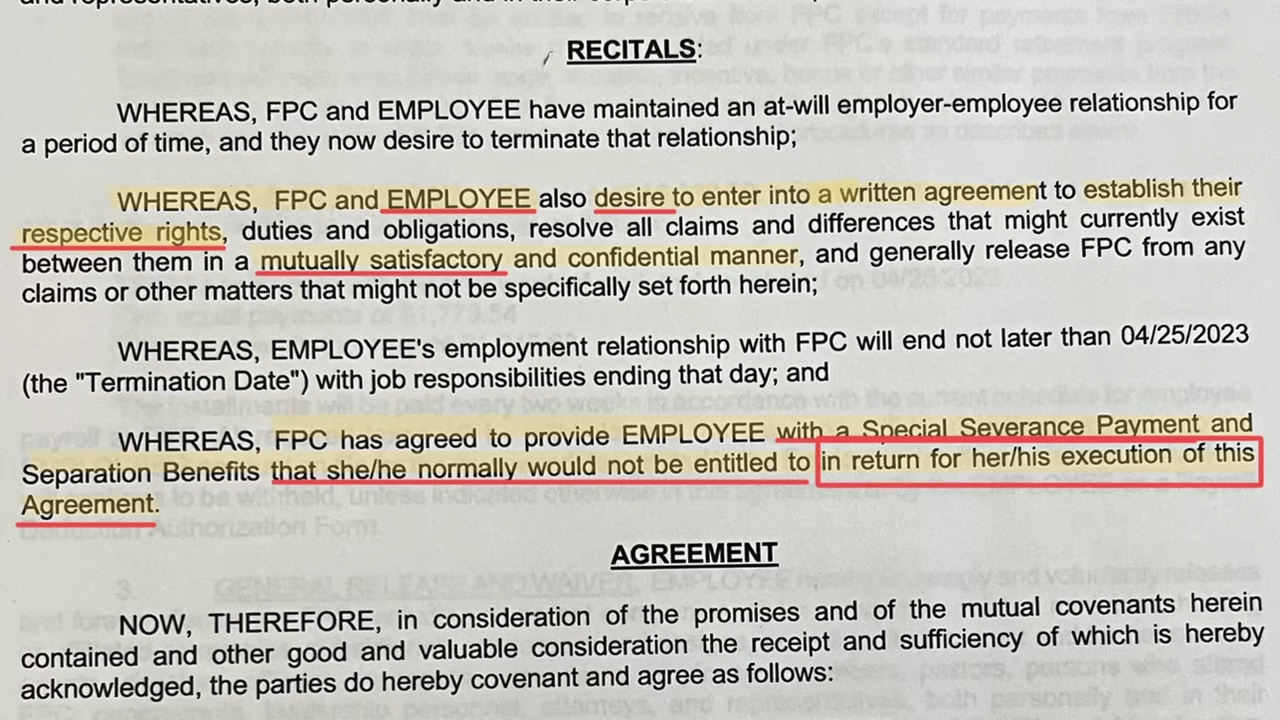 RECITALS:
WHEREAS, FPC and EMPLOYEE have maintained an at-will employer-employee relationship for
a period of time, and they now desire to terminate that relationship;
WHEREAS, FPC and EMPLOYEE also desire to enter into a written agreement to establish their
respective rights, duties and obligations, resolve all claims and differences that might currently exist
between them in a mutually satisfactory and confidential manner, and generally release FPC from any
claims or other matters that might not be specifically set forth herein;
WHEREAS, EMPLOYEE's employment relationship with FPC will end not later than 04/25/2023
(the "Termination Date") with job responsibilities ending that day; and
WHEREAS, FPC has agreed to provide EMPLOYEE with a Special Severance Payment and
Separation Benefits that she/he normally would not be entitled to in return for her/his execution of this
Agreement.
AGREEMENT
NOW, THEREFORE, in consideration of the promises and of the mutual covenants herein
contained and other good and valuable consideration the receipt and sufficiency of which is hereby
acknowledged, the parties do hereby covenant and agree as follows: